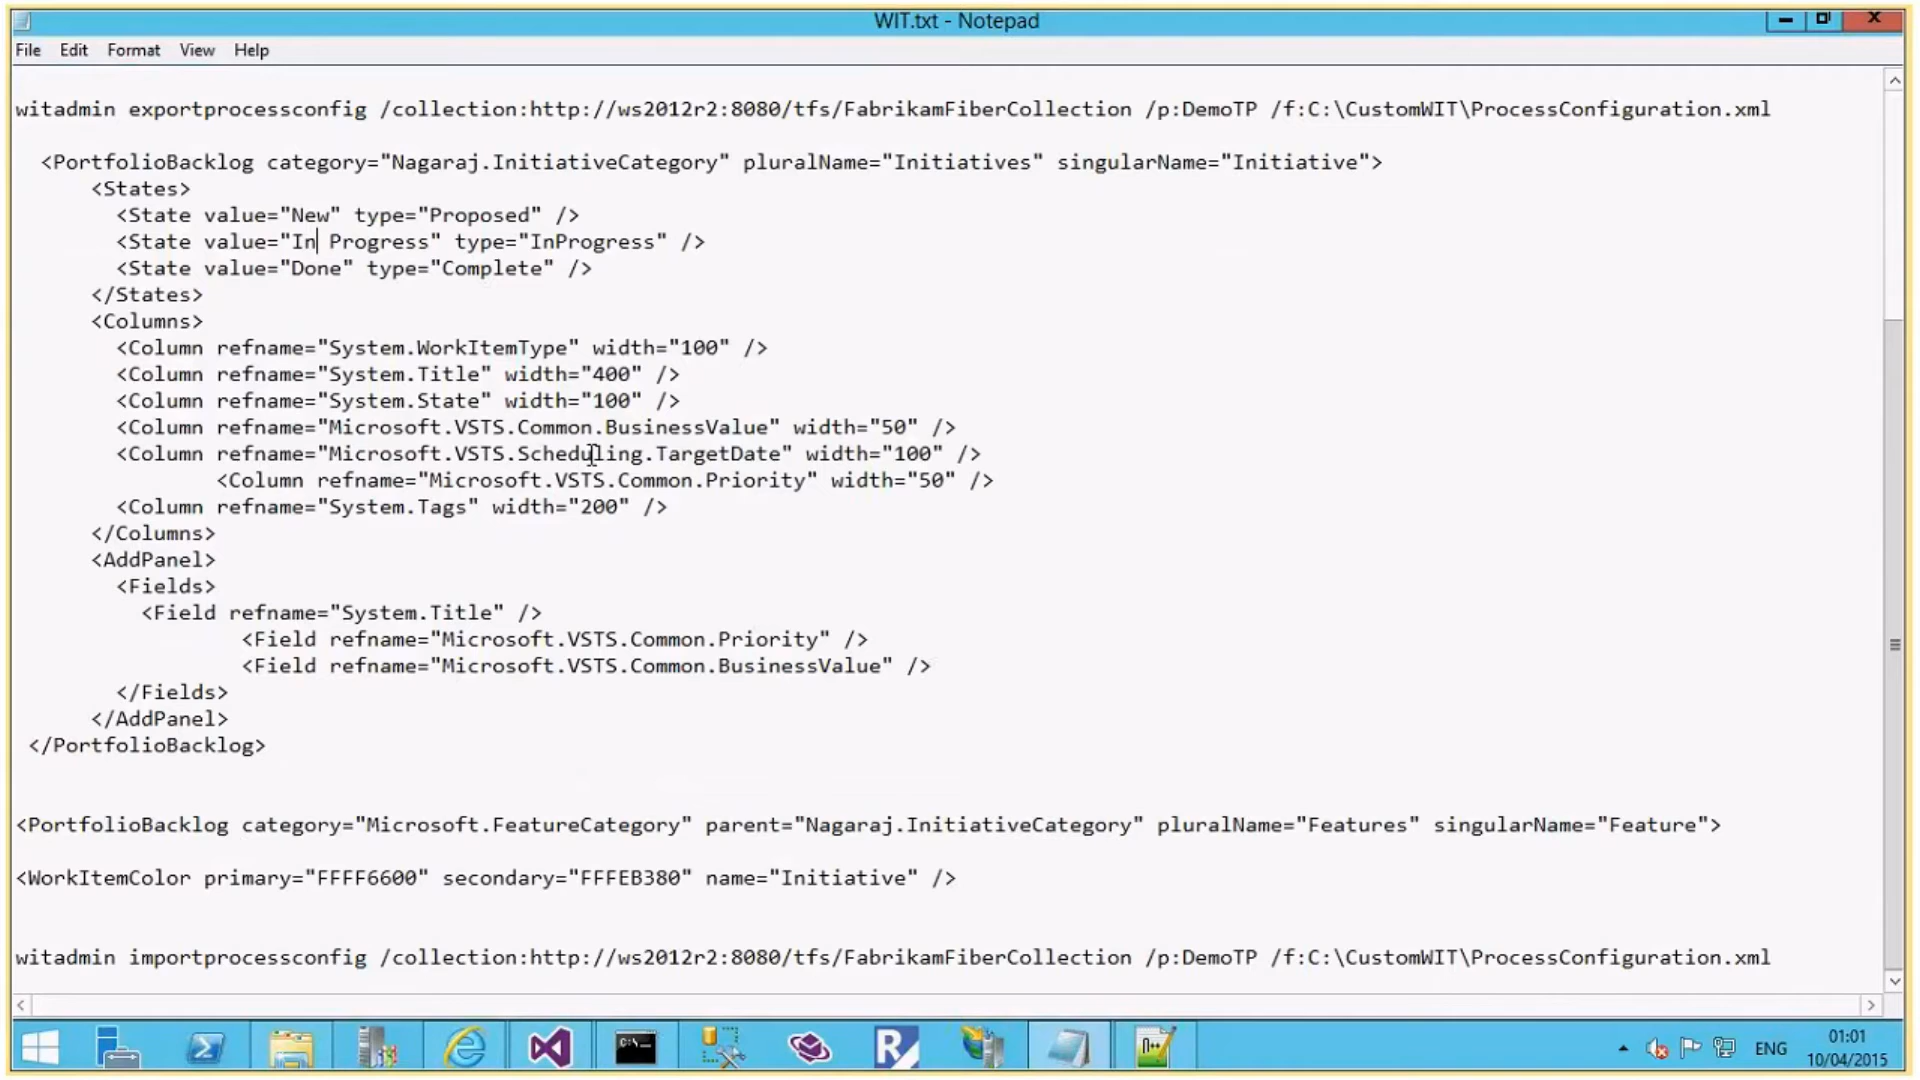 WIT.txt - Notepad
File Edit Format View Help
witadmin exportprocessconfig /collection:http://ws2012r2:8080/tfs/FabrikamFiberCollection /p:DemoTP /f:C:\CustomWIT\ProcessConfiguration.xml
<PortfolioBacklog category="Nagaraj.InitiativeCategory" pluralName="Initiatives" singularName="Initiative">
<States>
<State value="New" type="Proposed" />
<State value="In Progress" type="InProgress" />
<State value="Done" type="Complete" />
</States>
<Columns>
<Column refname="System.WorkItemType" width="100" />
<Column refname="System.Title" width="400" />
<Column refname="System.State" width="100" />
<Column refname="Microsoft.VSTS.Common.BusinessValue" width="50" />
<Column refname="Microsoft.VSTS.Scheduling.TargetDate" width="100" />
<Column refname="Microsoft.VSTS.Common.Priority" width="50" />
<Column refname="System.Tags" width="200" />
</Columns>
<AddPanel>
<Fields>
<Field refname="System.Title" />
<Field refname="Microsoft.VSTS.Common.Priority" />
<Field refname="Microsoft.VSTS.Common.BusinessValue" />
</Fields>
</AddPanel>
</PortfolioBacklog>
<PortfolioBacklog category="Microsoft.FeatureCategory" parent="Nagaraj.InitiativeCategory" pluralName="Features" singularName="Feature">
<WorkItemColor primary="FFFF6600" secondary="FFFEB380" name="Initiative" />
witadmin importprocessconfig /collection:http://ws2012r2:8080/tfs/FabrikamFiberCollection /p:DemoTP /f:C:\CustomWIT\ProcessConfiguration.xml
C:\
R
n++
ENG
01:01
10/04/2015